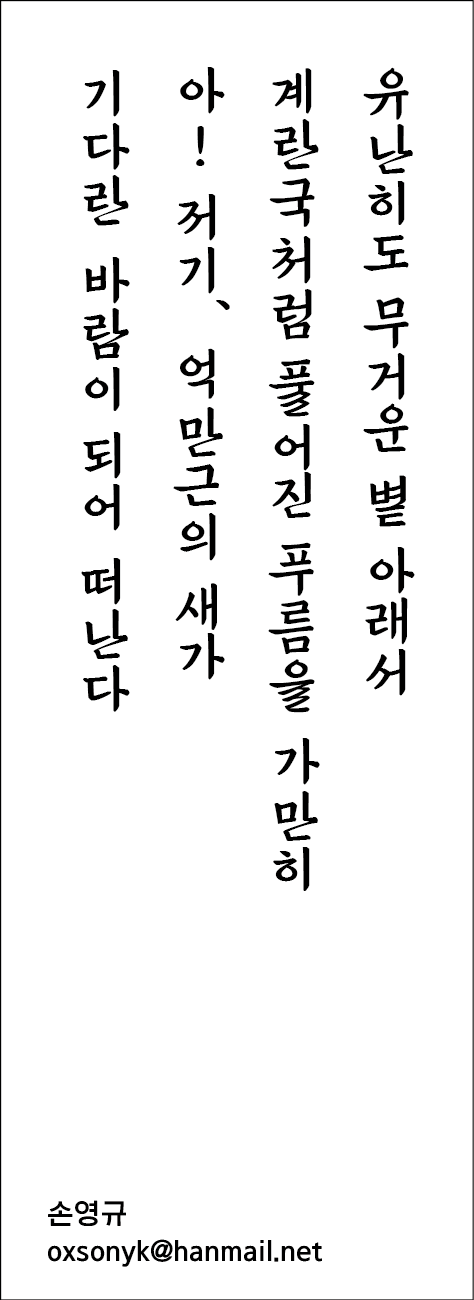 유난히도 무거운 볕 아래서
계란국처럼 풀어진 푸름을 가만히
아! 저기, 억만근의 새가
기다란 바람이 되어 떠난다
손영규
oxsonyk@hanmail.net